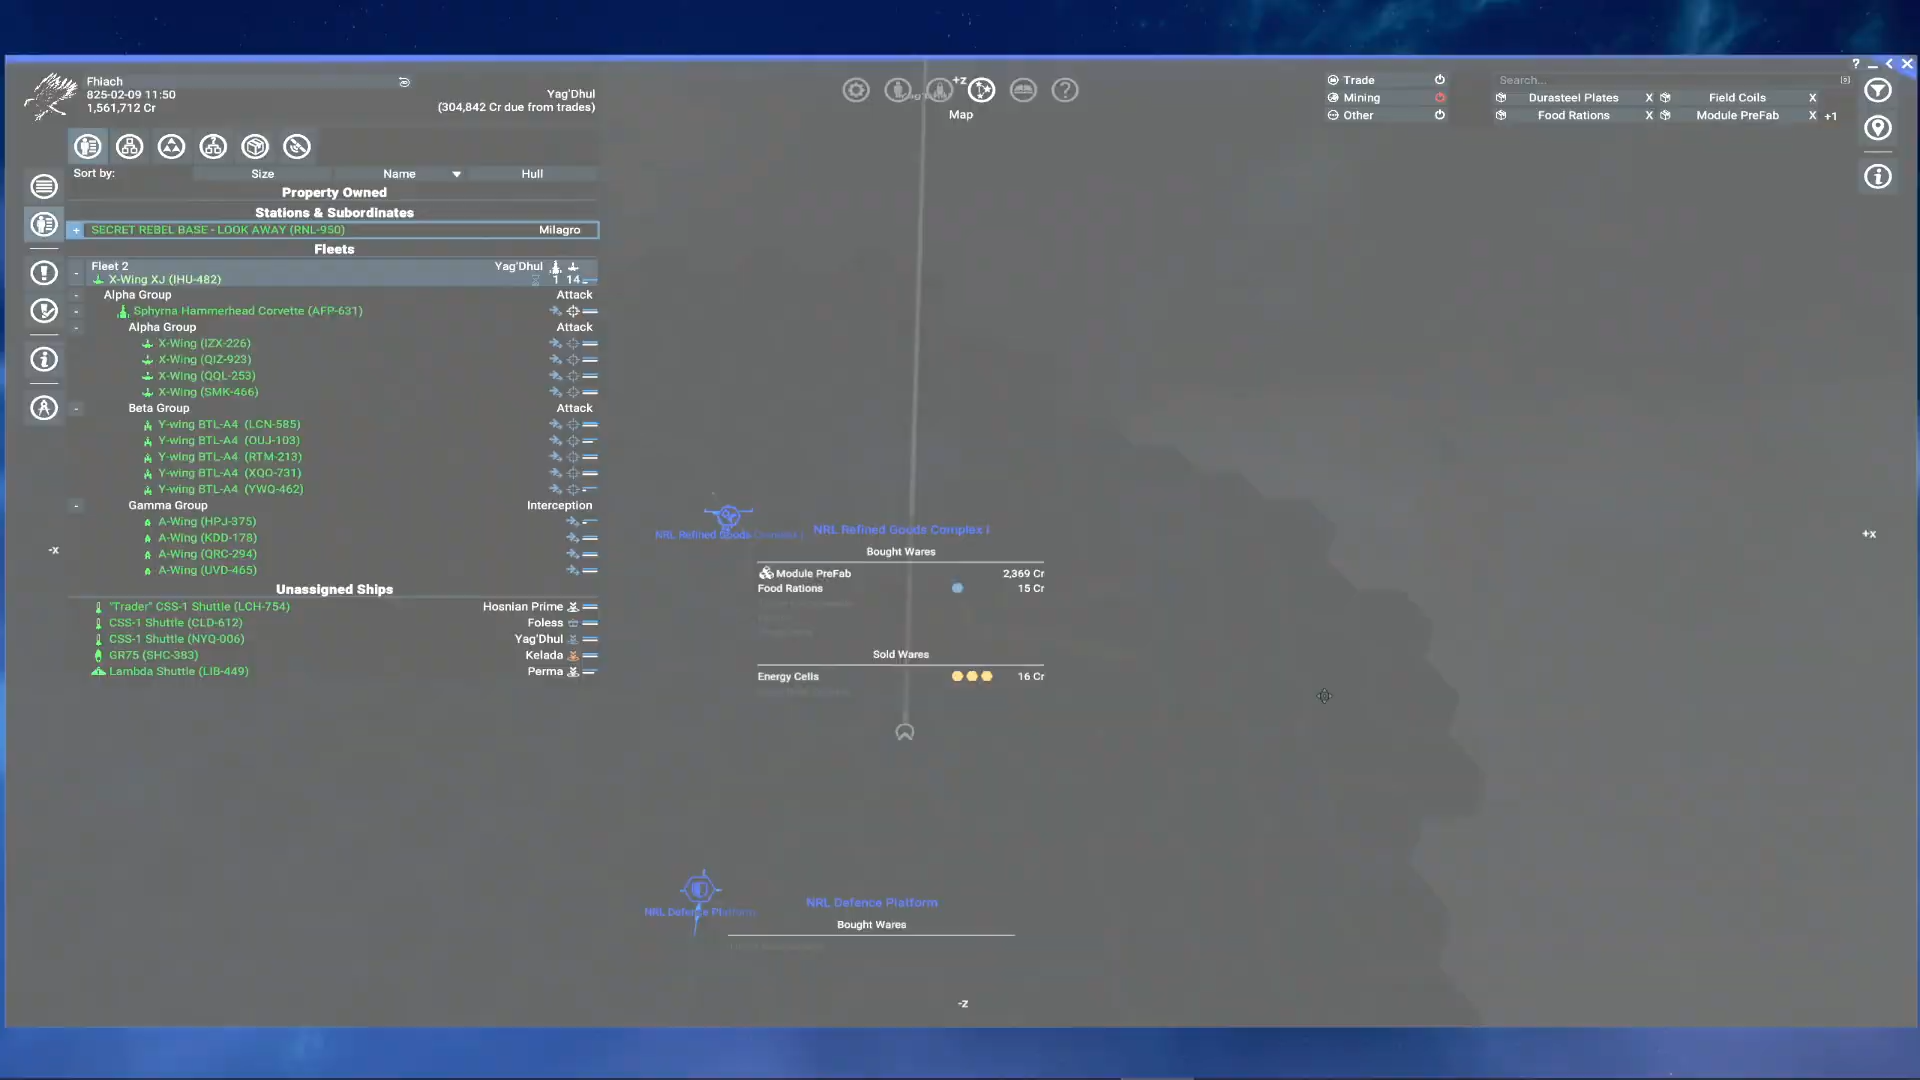 Fhiach
825-02-09 11:50
1,561,712 Cr
Yag'Dhul
(304,842 Cr due from trades)
+z
Map
Trade
Mining
Other
Search...
Durasteel Plates X
Field Coils X
Food Rations X
Module PreFab X +1
? _ < X
Sort by: Size Name Hull
Property Owned
Stations & Subordinates
+ SECRET REBEL BASE - LOOK AWAY (RNL-950) Milagro
Fleets
Fleet 2 Yag'Dhul
- X-Wing XJ (IHU-482) 1 14
- Alpha Group Attack
- Sphyrna Hammerhead Corvette (AFP-631)
- Alpha Group Attack
X-Wing (IZX-226)
X-Wing (QIZ-923)
X-Wing (QQL-253)
X-Wing (SMK-466)
- Beta Group Attack
Y-wing BTL-A4 (LCN-585)
Y-wing BTL-A4 (OUJ-103)
Y-wing BTL-A4 (RTM-213)
Y-wing BTL-A4 (XQO-731)
Y-wing BTL-A4 (YWQ-462)
- Gamma Group Interception
A-Wing (HPJ-375)
A-Wing (KDD-178)
A-Wing (QRC-294)
A-Wing (UVD-465)
Unassigned Ships
"Trader" CSS-1 Shuttle (LCH-754) Hosnian Prime
CSS-1 Shuttle (CLD-612) Foless
CSS-1 Shuttle (NYQ-006) Yag'Dhul
GR75 (SHC-383) Kelada
Lambda Shuttle (LIB-449) Perma
-x
+x
NRL Refined Goods Complex I
NRL Refined Goods Complex I
Bought Wares
Module PreFab 2,369 Cr
Food Rations 15 Cr
Sold Wares
Energy Cells 16 Cr
NRL Defence Platform
NRL Defence Platform
Bought Wares
-z